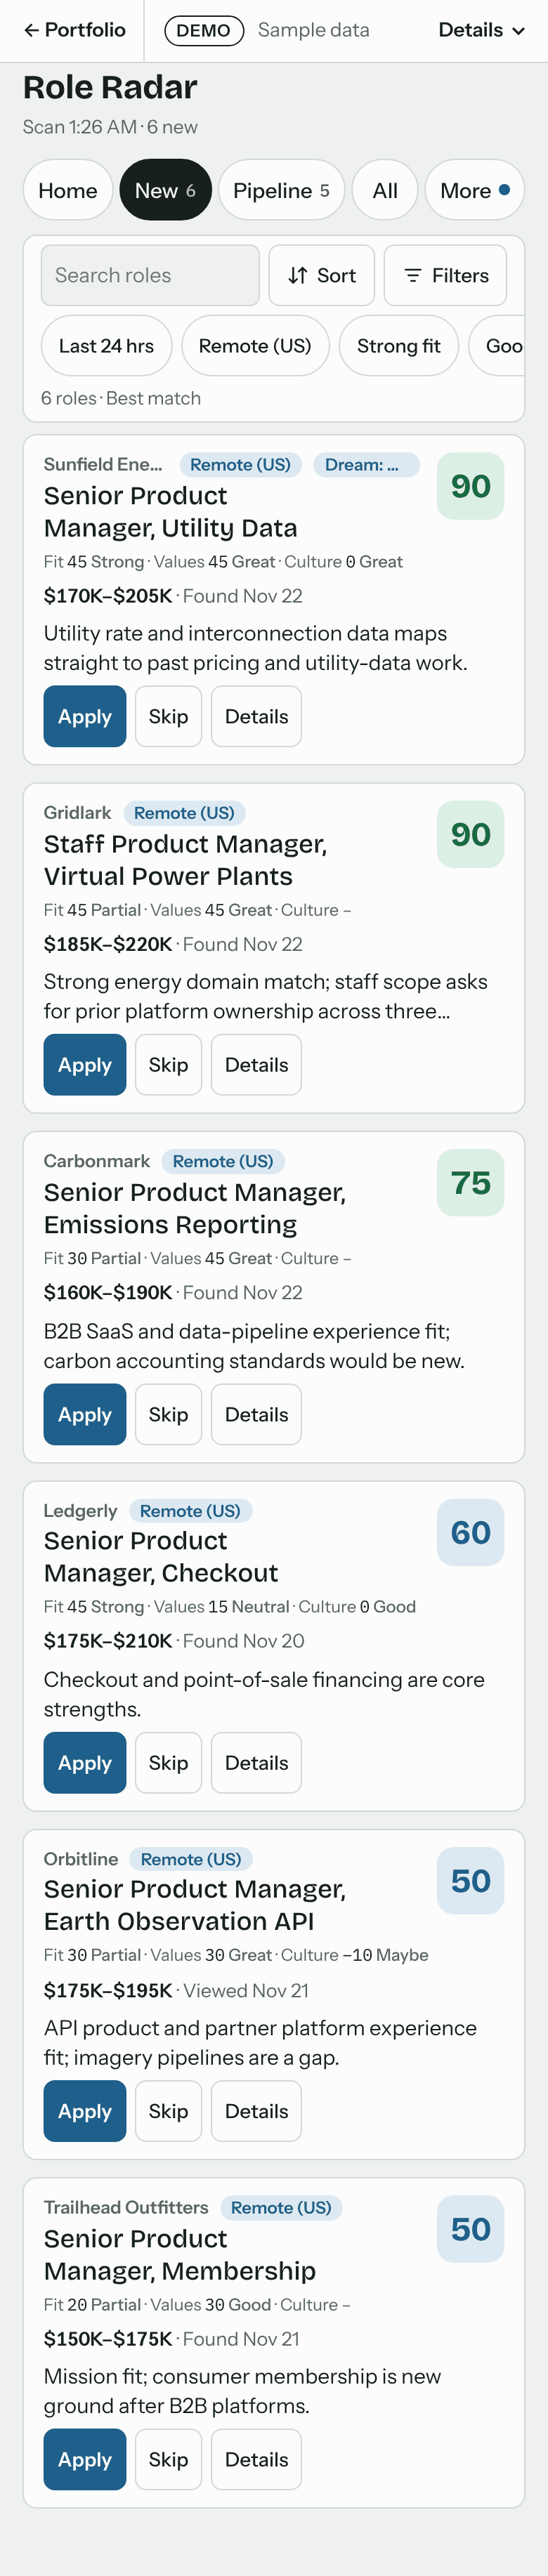 ← Portfolio DEMO Sample data Details
Role Radar
Scan 1:26 AM · 6 new
Home New 6 Pipeline 5 All More
Search roles Sort Filters
Last 24 hrs Remote (US) Strong fit Goo
6 roles · Best match
Sunfield Ene... Remote (US) Dream: ... 90
Senior Product
Manager, Utility Data
Fit 45 Strong · Values 45 Great · Culture 0 Great
$170K–$205K · Found Nov 22
Utility rate and interconnection data maps
straight to past pricing and utility-data work.
Apply Skip Details
Gridlark Remote (US) 90
Staff Product Manager,
Virtual Power Plants
Fit 45 Partial · Values 45 Great · Culture –
$185K–$220K · Found Nov 22
Strong energy domain match; staff scope asks
for prior platform ownership across three...
Apply Skip Details
Carbonmark Remote (US) 75
Senior Product Manager,
Emissions Reporting
Fit 30 Partial · Values 45 Great · Culture –
$160K–$190K · Found Nov 22
B2B SaaS and data-pipeline experience fit;
carbon accounting standards would be new.
Apply Skip Details
Ledgerly Remote (US) 60
Senior Product
Manager, Checkout
Fit 45 Strong · Values 15 Neutral · Culture 0 Good
$175K–$210K · Found Nov 20
Checkout and point-of-sale financing are core
strengths.
Apply Skip Details
Orbitline Remote (US) 50
Senior Product Manager,
Earth Observation API
Fit 30 Partial · Values 30 Great · Culture −10 Maybe
$175K–$195K · Viewed Nov 21
API product and partner platform experience
fit; imagery pipelines are a gap.
Apply Skip Details
Trailhead Outfitters Remote (US) 50
Senior Product
Manager, Membership
Fit 20 Partial · Values 30 Good · Culture –
$150K–$175K · Found Nov 21
Mission fit; consumer membership is new
ground after B2B platforms.
Apply Skip Details